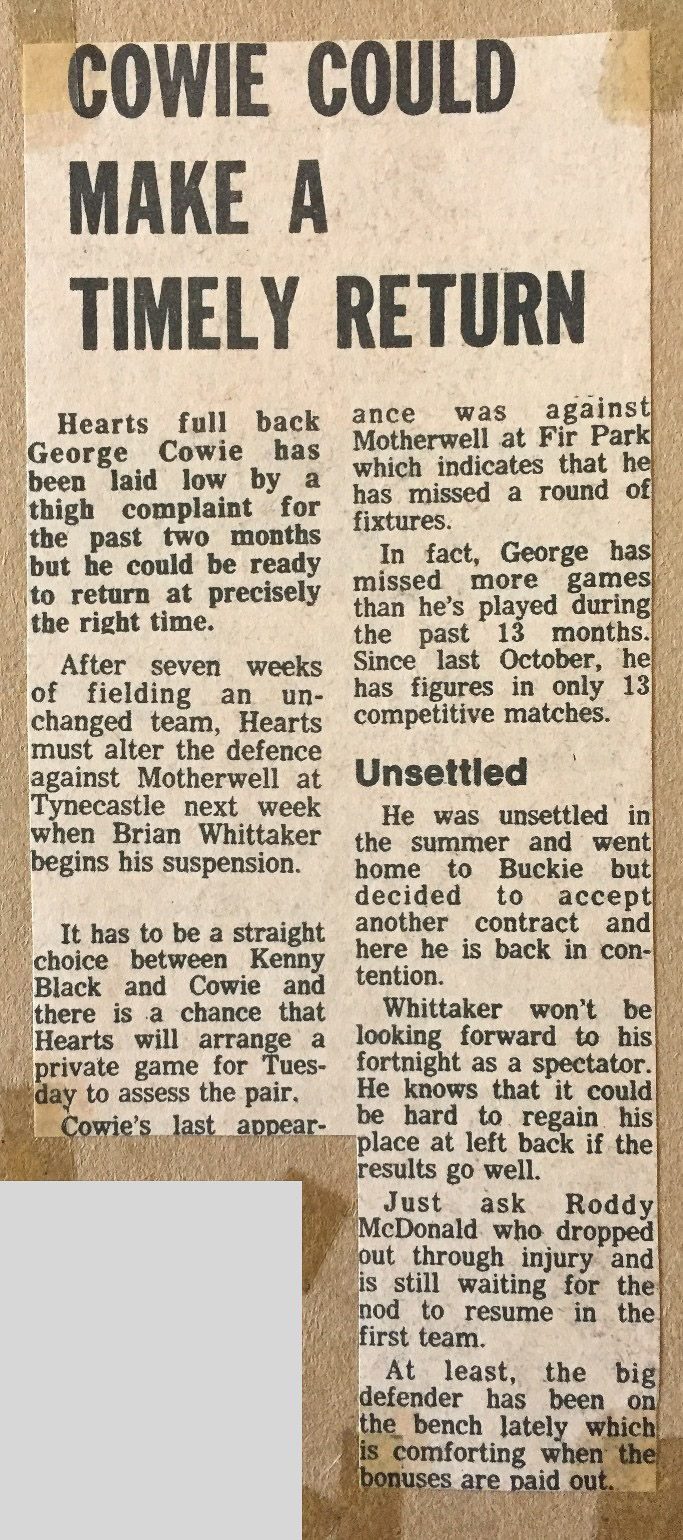 COWIE COULD
MAKE A
TIMELY RETURN
Hearts full back
George Cowie has
been laid low by a
thigh complaint for
the past two months
but he could be ready
to return at precisely
the right time.
After seven weeks
of fielding an un-
changed team, Hearts
must alter the defence
against Motherwell at
Tynecastle next week
when Brian Whittaker
begins his suspension.
It has to be a straight
choice between Kenny
Black and Cowie and
there is a chance that
Hearts will arrange a
private game for Tues-
day to assess the pair.
Cowie's last appear-
ance was against
Motherwell at Fir Park
which indicates that he
has missed a round of
fixtures.
In fact, George has
missed more games
than he's played during
the past 13 months.
Since last October, he
has figures in only 13
competitive matches.
Unsettled
He was unsettled in
the summer and went
home to Buckie but
decided to accept
another contract and
here he is back in con-
tention.
Whittaker won't be
looking forward to his
fortnight as a spectator.
He knows that it could
be hard to regain his
place at left back if the
results go well.
Just ask Roddy
McDonald who dropped
out through injury and
is still waiting for the
nod to resume in the
first team.
At least, the big
defender has been on
the bench lately which
is comforting when the
bonuses are paid out.